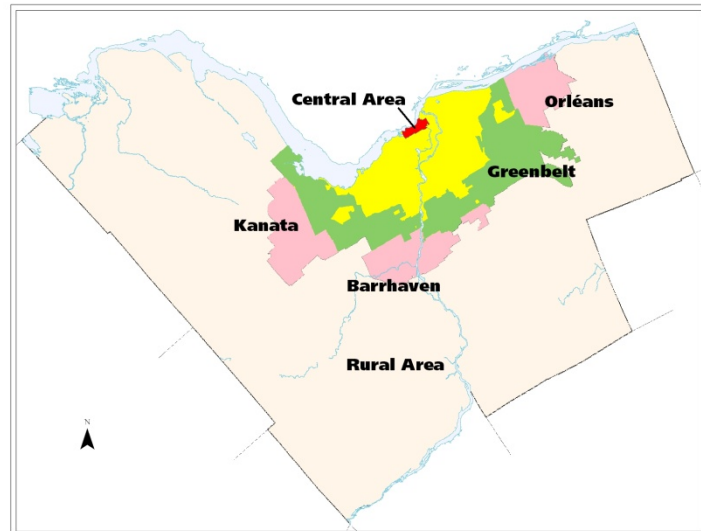 Central Area
Orléans
Greenbelt
Kanata
Barrhaven
Rural Area
N